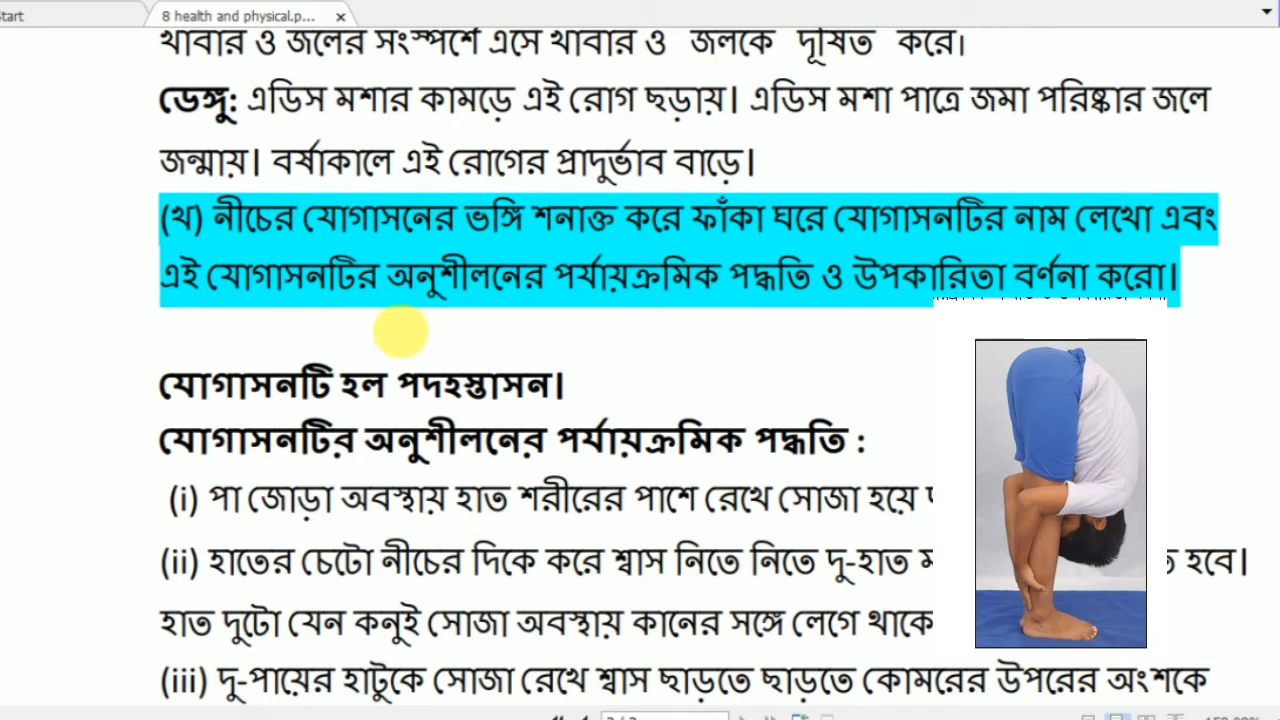 Start
8 health and physical.p...
খাবার ও জলের সংস্পর্শে এসে খাবার ও জলকে দূষিত করে।
ডেঙ্গু: এডিস মশার কামড়ে এই রোগ ছড়ায়। এডিস মশা পাত্রে জমা পরিষ্কার জলে
জন্মায়। বর্ষাকালে এই রোগের প্রাদুর্ভাব বাড়ে।
(খ) নীচের যোগাসনের ভঙ্গি শনাক্ত করে ফাঁকা ঘরে যোগাসনটির নাম লেখো এবং
এই যোগাসনটির অনুশীলনের পর্যায়ক্রমিক পদ্ধতি ও উপকারিতা বর্ণনা করো।
যোগাসনটি হল পদহস্তাসন।
যোগাসনটির অনুশীলনের পর্যায়ক্রমিক পদ্ধতি :
(i) পা জোড়া অবস্থায় হাত শরীরের পাশে রেখে সোজা হয়ে
(ii) হাতের চেটো নীচের দিকে করে শ্বাস নিতে নিতে দু-হাত হবে।
হাত দুটো যেন কনুই সোজা অবস্থায় কানের সঙ্গে লেগে থাকে
(iii) দু-পায়ের হাটুকে সোজা রেখে শ্বাস ছাড়তে ছাড়তে কোমরের উপরের অংশকে